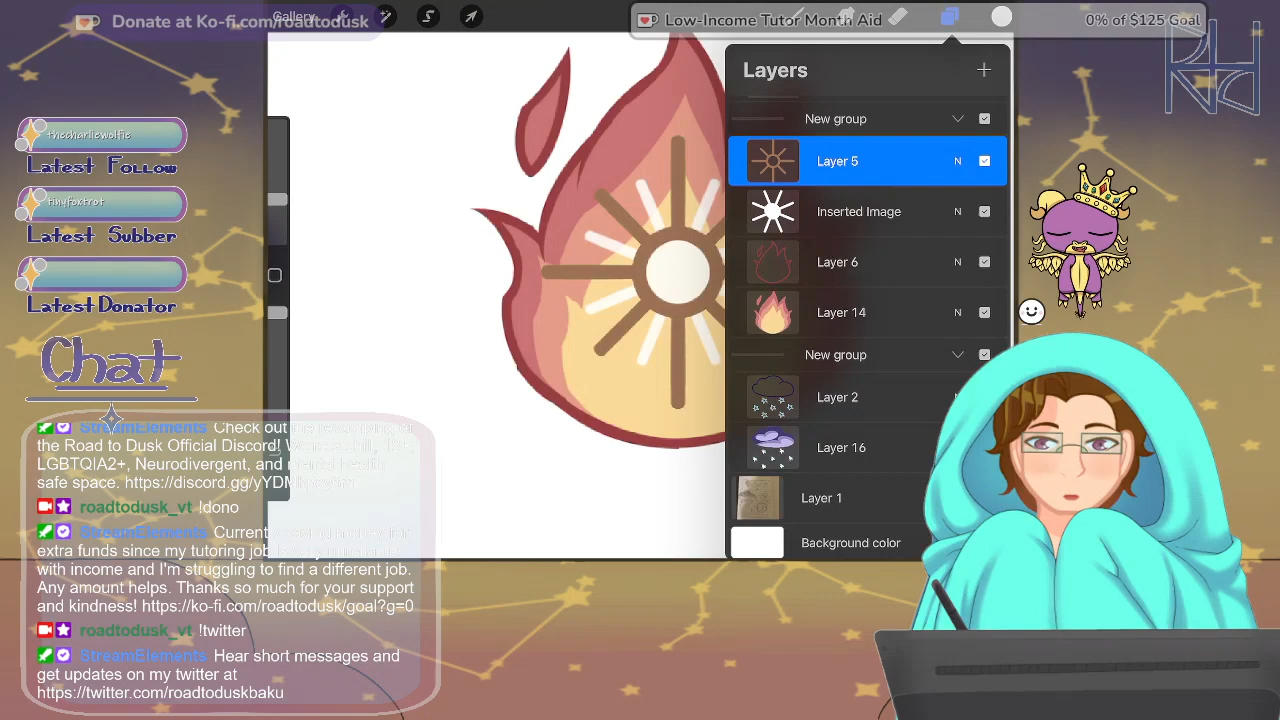 Donate at Ko-fi.com/roadtodusk
Gallery
Low-Income Tutor Month Aid
0% of $125 Goal
Layers
New group
Layer 5
N
Inserted Image
N
Layer 6
N
Layer 14
N
New group
Layer 2
Layer 16
Layer 1
Background color
thecharliewolfie
Latest Follow
tinyfoxtrot
Latest Subber
Latest Donator
Chat
StreamElements Check out
the Road to Dusk Official Discord!
LGBTQIA2+, Neurodivergent, and mental health
safe space.
roadtodusk_vt !dono
StreamElements
extra funds since my tutoring job
with income and I'm struggling to find a different job.
Any amount helps. Thanks so much for your support
and kindness! https://ko-fi.com/roadtodusk/goal?g=0
roadtodusk_vt !twitter
StreamElements Hear short messages and
get updates on my twitter at
https://twitter.com/roadtoduskbaku